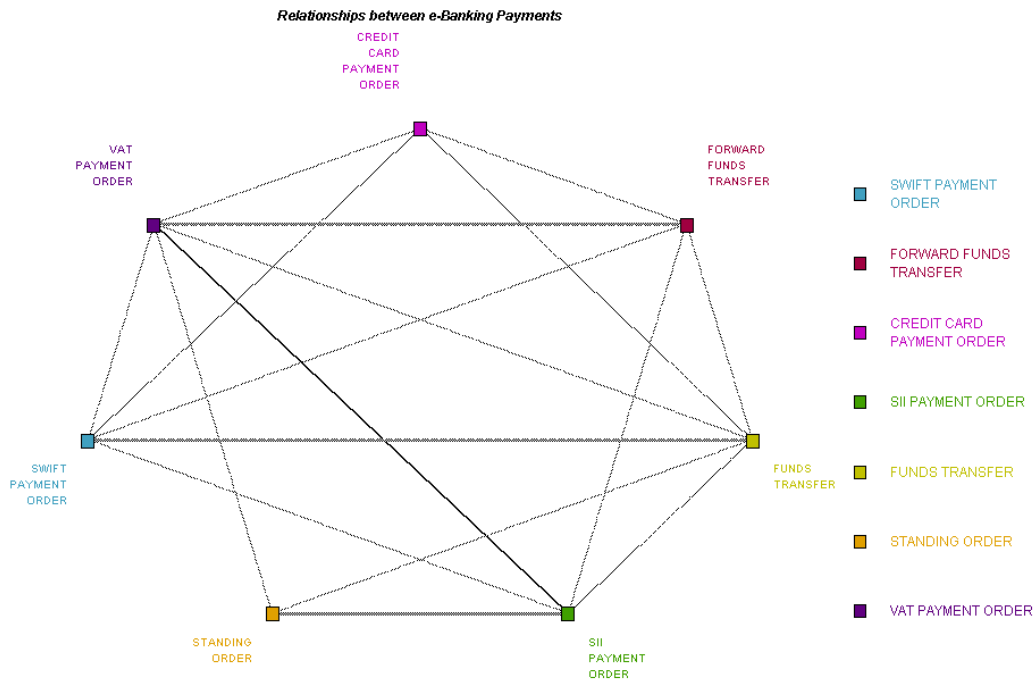 Relationships between e-Banking Payments
CREDIT
CARD
PAYMENT
ORDER
VAT
PAYMENT
ORDER
FORWARD
FUNDS
TRANSFER
SWIFT
PAYMENT
ORDER
FUNDS
TRANSFER
STANDING
ORDER
SII
PAYMENT
ORDER
SWIFT PAYMENT
ORDER
FORWARD FUNDS
TRANSFER
CREDIT CARD
PAYMENT ORDER
SII PAYMENT ORDER
FUNDS TRANSFER
STANDING ORDER
VAT PAYMENT ORDER